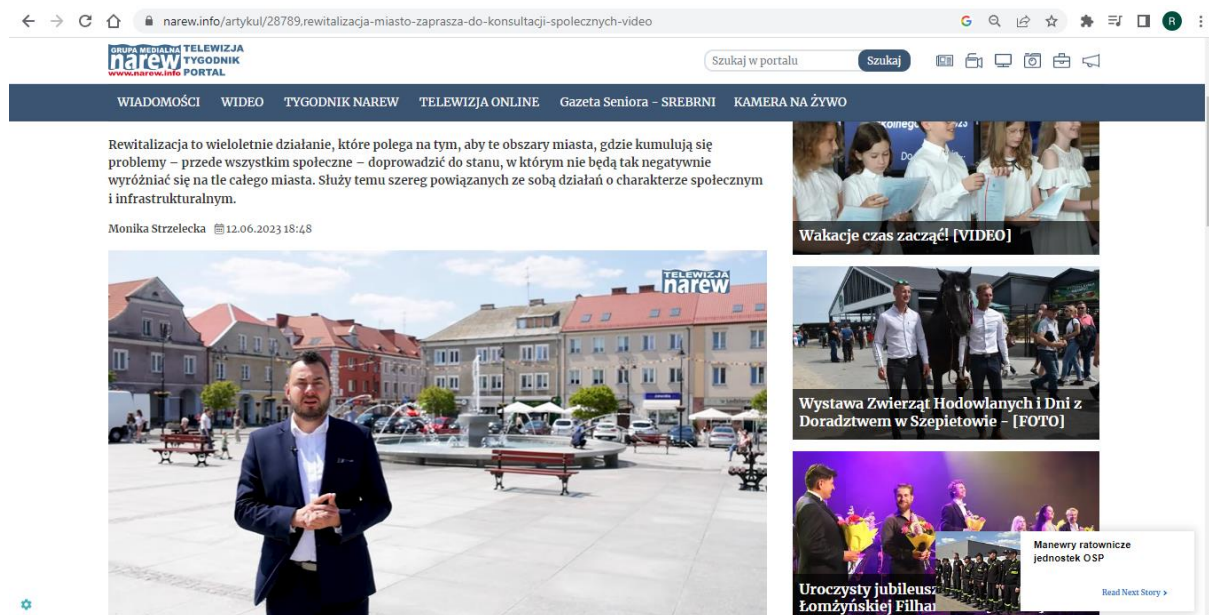 narew.info/artykul/28789,rewitalizacja-miasto-zaprasza-do-konsultacji-spolecznych-video
R
GRUPA MEDIALNA TELEWIZJA
narew TYGODNIK
www.narew.info PORTAL
Szukaj w portalu
Szukaj
WIADOMOŚCI WIDEO TYGODNIK NAREW TELEWIZJA ONLINE Gazeta Seniora - SREBRNI KAMERA NA ŻYWO
Rewitalizacja to wieloletnie działanie, które polega na tym, aby te obszary miasta, gdzie kumulują się
problemy – przede wszystkim społeczne – doprowadzić do stanu, w którym nie będą tak negatywnie
wyróżniać się na tle całego miasta. Służy temu szereg powiązanych ze sobą działań o charakterze społecznym
i infrastrukturalnym.
Monika Strzelecka 12.06.2023 18:48
TELEWIZJA
narew
Wakacje czas zacząć! [VIDEO]
Wystawa Zwierząt Hodowlanych i Dni z
Doradztwem w Szepietowie - [FOTO]
Uroczysty jubileusz
Łomżyńskiej Filhar
Manewry ratownicze
jednostek OSP
Read Next Story >